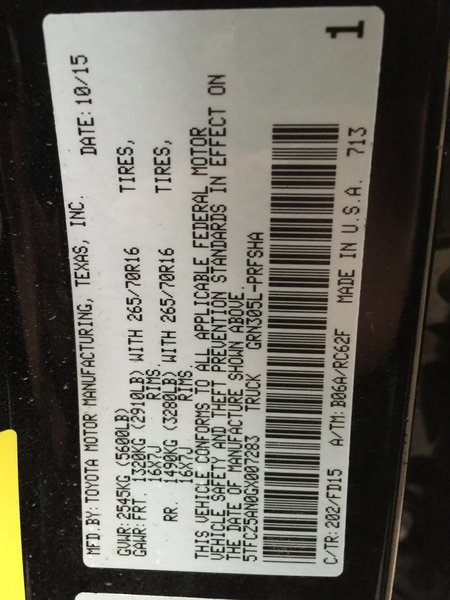 MFD.BY: TOYOTA MOTOR MANUFACTURING, TEXAS, INC. DATE: 10/15
GVWR: 2545KG (5600LB)
GAWR: FRT. 1320KG (2910LB) WITH 265/70R16 TIRES,
16X7J RIMS.
RR. 1490KG (3280LB) WITH 265/70R16 TIRES,
16X7J RIMS.
THIS VEHICLE CONFORMS TO ALL APPLICABLE FEDERAL MOTOR
VEHICLE SAFETY AND THEFT PREVENTION STANDARDS IN EFFECT ON
THE DATE OF MANUFACTURE SHOWN ABOVE.
5TFCZ5AN0GX007283 TRUCK GRN305L-PRFSHA
C/TR: 202/FD15 A/TM: B06A/RC62F MADE IN U.S.A. 713
1